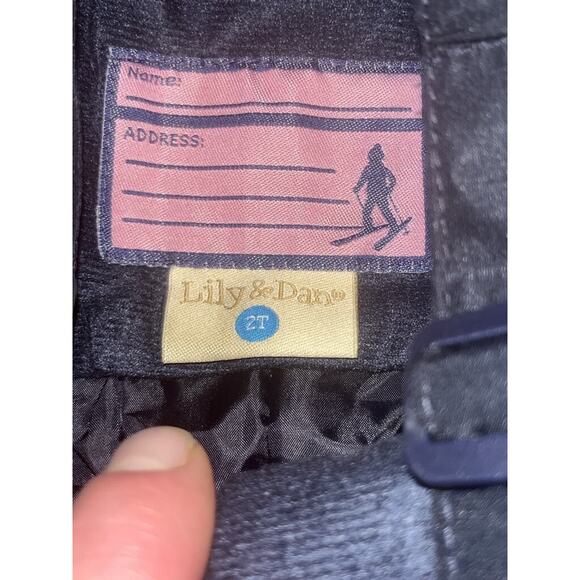 Name:
ADDRESS:
Lily & Dan
2T